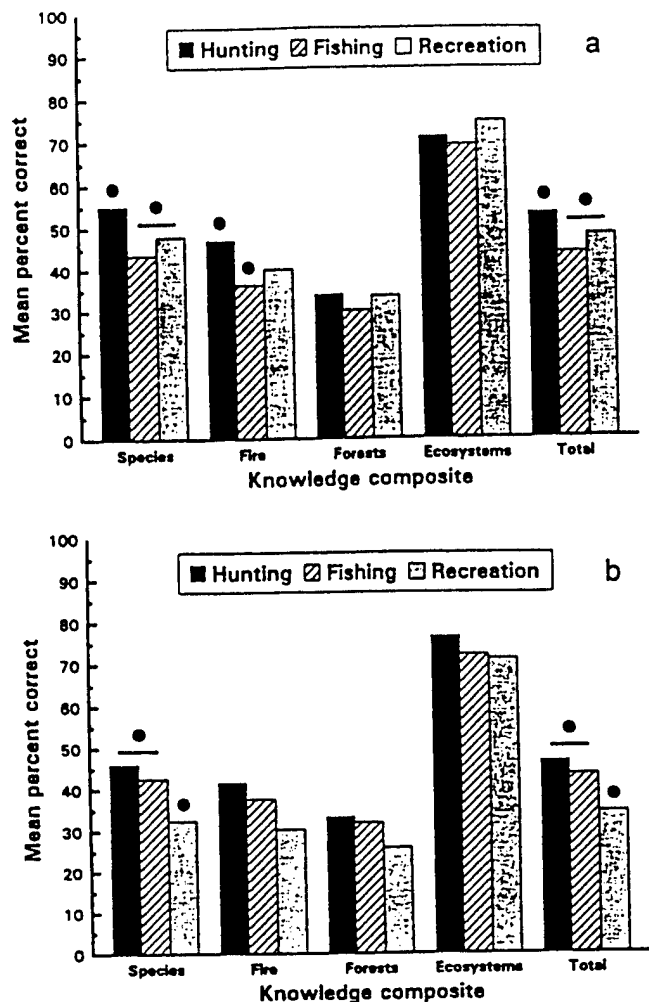 100
90
80
70
60
50
40
30
20
10
0
Mean percent correct
Hunting Fishing Recreation
a
Species Fire Forests Ecosystems Total
Knowledge composite
100
90
80
70
60
50
40
30
20
10
0
Mean percent correct
Hunting Fishing Recreation
b
Species Fire Forests Ecosystems Total
Knowledge composite